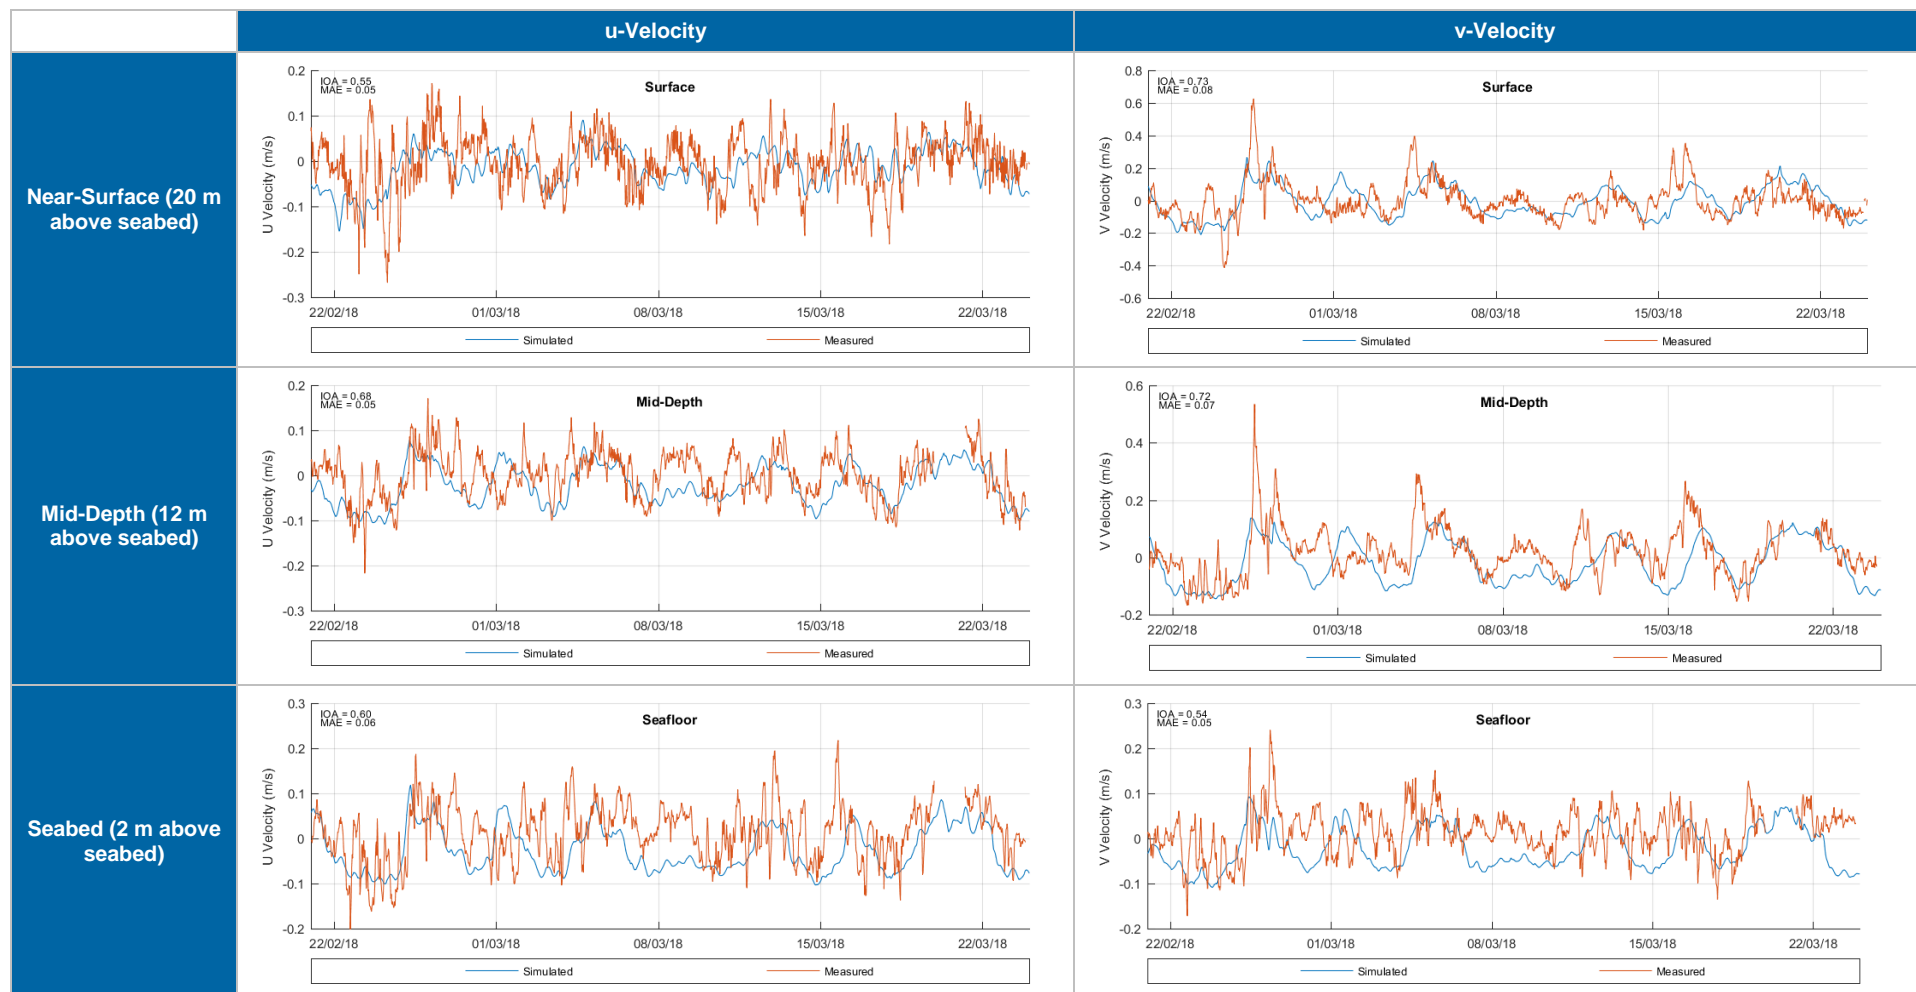 u-Velocity
v-Velocity
Near-Surface (20 m
above seabed)
IOA = 0.55
MAE = 0.05
Surface
U Velocity (m/s)
0.2
0.1
0
-0.1
-0.2
-0.3
22/02/18 01/03/18 08/03/18 15/03/18 22/03/18
Simulated Measured
IOA = 0.73
MAE = 0.08
Surface
V Velocity (m/s)
0.8
0.6
0.4
0.2
0
-0.2
-0.4
-0.6
22/02/18 01/03/18 08/03/18 15/03/18 22/03/18
Simulated Measured
Mid-Depth (12 m
above seabed)
IOA = 0.68
MAE = 0.05
Mid-Depth
U Velocity (m/s)
0.2
0.1
0
-0.1
-0.2
-0.3
22/02/18 01/03/18 08/03/18 15/03/18 22/03/18
Simulated Measured
IOA = 0.72
MAE = 0.07
Mid-Depth
V Velocity (m/s)
0.6
0.4
0.2
0
-0.2
22/02/18 01/03/18 08/03/18 15/03/18 22/03/18
Simulated Measured
Seabed (2 m above
seabed)
IOA = 0.60
MAE = 0.06
Seafloor
U Velocity (m/s)
0.3
0.2
0.1
0
-0.1
-0.2
22/02/18 01/03/18 08/03/18 15/03/18 22/03/18
Simulated Measured
IOA = 0.54
MAE = 0.05
Seafloor
V Velocity (m/s)
0.3
0.2
0.1
0
-0.1
-0.2
22/02/18 01/03/18 08/03/18 15/03/18 22/03/18
Simulated Measured